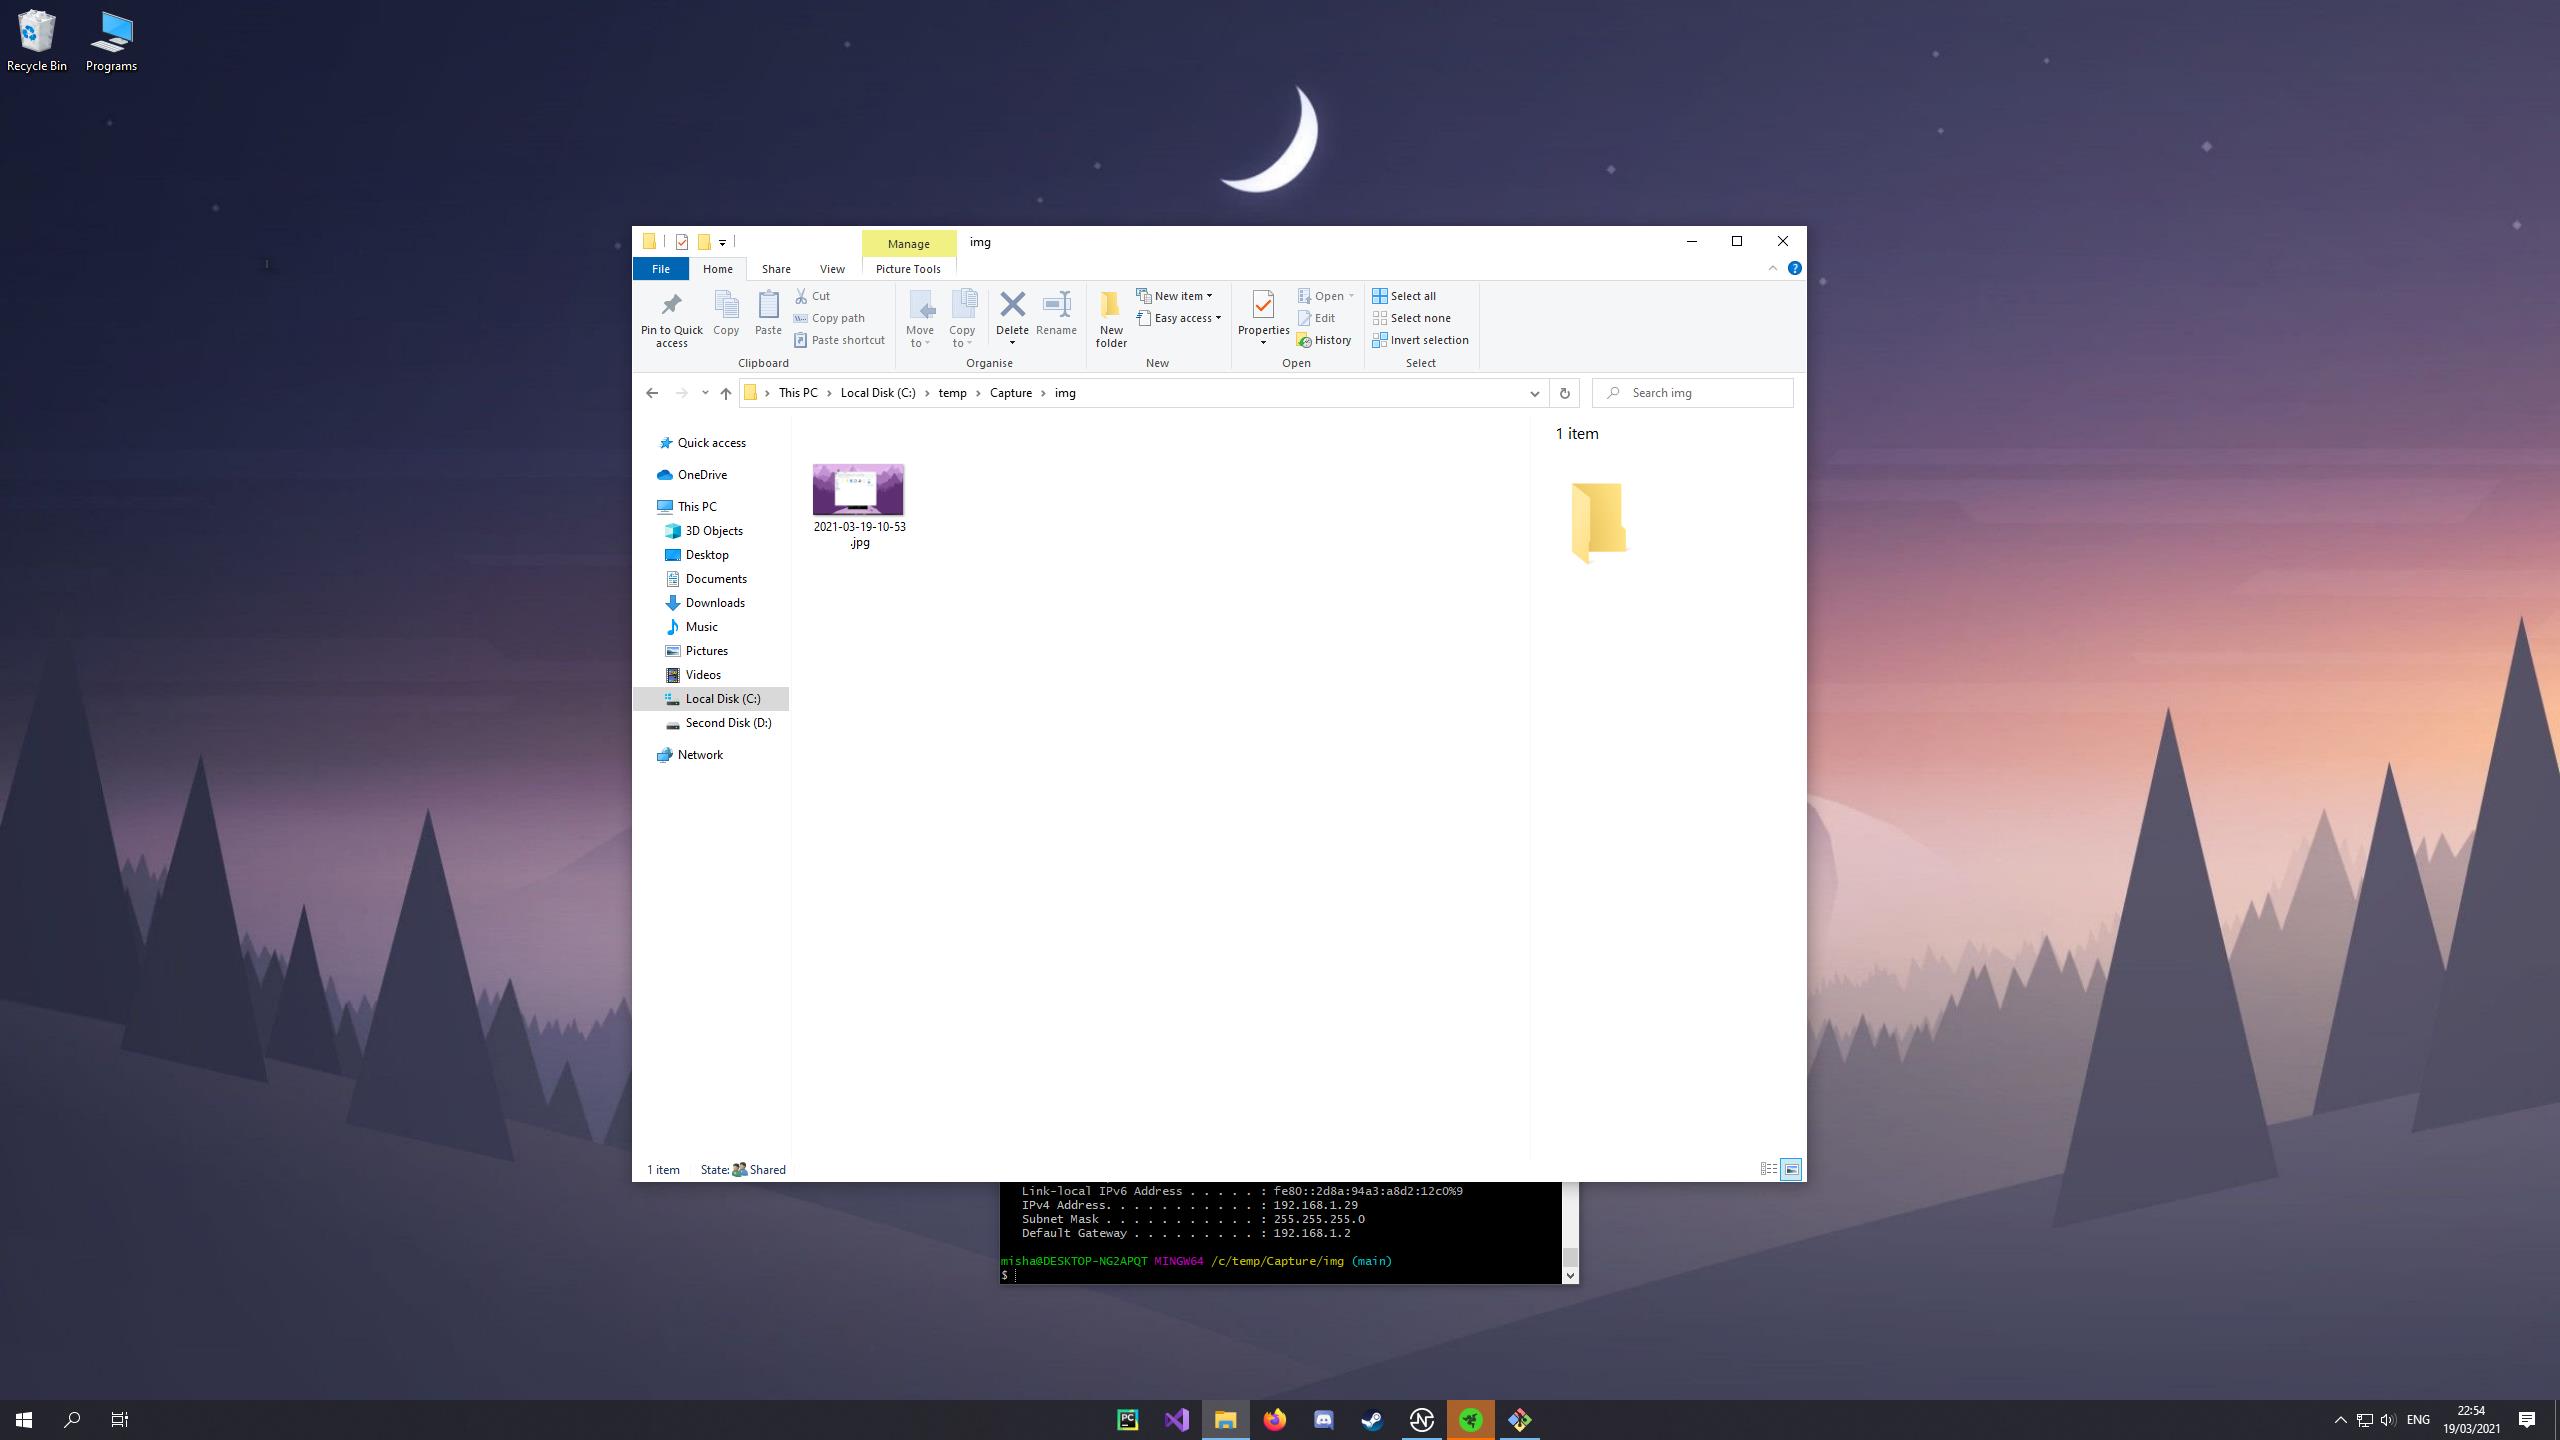 Recycle Bin
Programs
Manage
img
File
Home
Share
View
Picture Tools
Pin to Quick access
Copy
Paste
Cut
Copy path
Paste shortcut
Clipboard
Move to
Copy to
Delete
Rename
Organise
New folder
New item
Easy access
New
Properties
Open
Edit
History
Open
Select all
Select none
Invert selection
Select
This PC > Local Disk (C:) > temp > Capture > img
Search img
Quick access
OneDrive
This PC
3D Objects
Desktop
Documents
Downloads
Music
Pictures
Videos
Local Disk (C:)
Second Disk (D:)
Network
2021-03-19-10-53
.jpg
1 item
1 item
State: Shared
Link-local IPv6 Address . . . . . : fe80::2d8a:94a3:a8d2:12c0%9
IPv4 Address. . . . . . . . . . . : 192.168.1.29
Subnet Mask . . . . . . . . . . . : 255.255.255.0
Default Gateway . . . . . . . . . : 192.168.1.2
misha@DESKTOP-NG2APQT MINGW64 /c/temp/Capture/img (main)
$
PC
ENG
22:54
19/03/2021